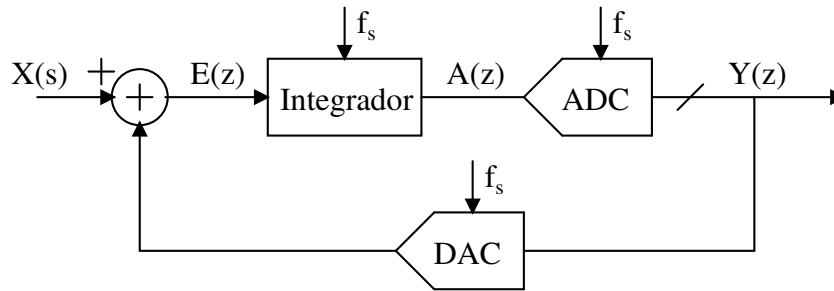 f_s
f_s
X(s)
+
+
E(z)
Integrador
A(z)
ADC
Y(z)
f_s
DAC